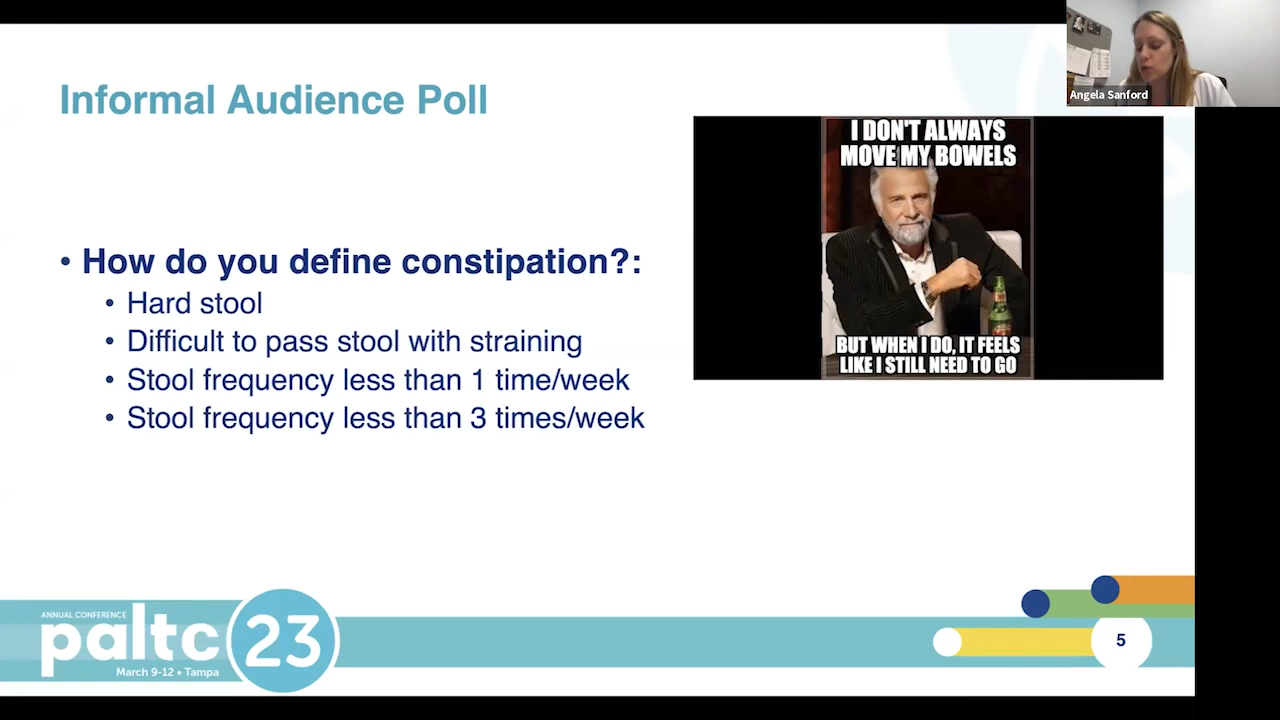 Informal Audience Poll
Angela Sanford
I DON'T ALWAYS
MOVE MY BOWELS
BUT WHEN I DO, IT FEELS
LIKE I STILL NEED TO GO
• How do you define constipation?:
• Hard stool
• Difficult to pass stool with straining
• Stool frequency less than 1 time/week
• Stool frequency less than 3 times/week
ANNUAL CONFERENCE
paltc 23
March 9-12 • Tampa
5